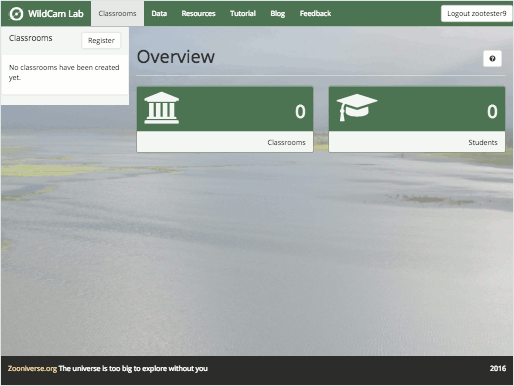 WildCam Lab Classrooms Data Resources Tutorial Blog Feedback Logout zootester9
Classrooms Register
No classrooms have been created
yet.
Overview
?
0 0
Classrooms Students
Zooniverse.org The universe is too big to explore without you 2016